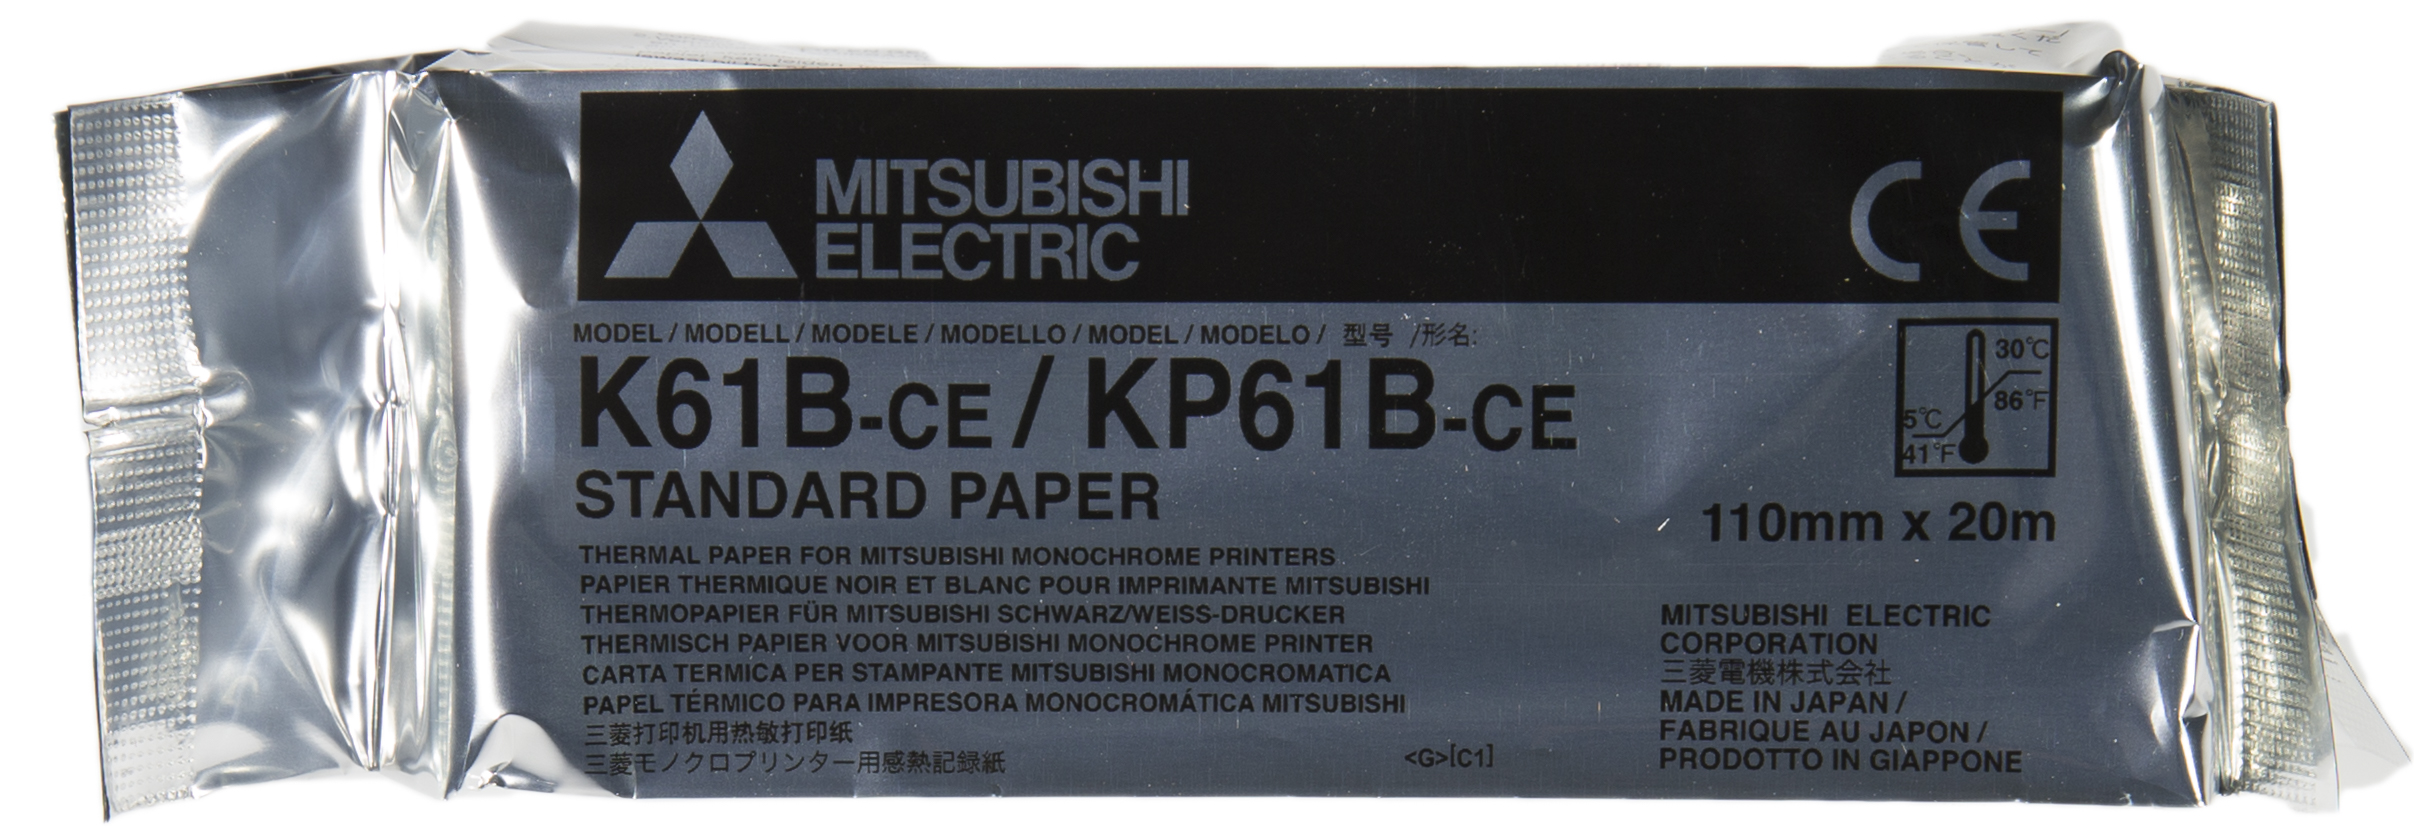 MITSUBISHI
ELECTRIC
CE
MODEL / MODELL / MODELE / MODELLO / MODEL / MODELO / 型号 /形名:
K61B-CE / KP61B-CE
30℃
86°F
5℃
41°F
STANDARD PAPER
110mm x 20m
THERMAL PAPER FOR MITSUBISHI MONOCHROME PRINTERS
PAPIER THERMIQUE NOIR ET BLANC POUR IMPRIMANTE MITSUBISHI
THERMOPAPIER FÜR MITSUBISHI SCHWARZ/WEISS-DRUCKER
THERMISCH PAPIER VOOR MITSUBISHI MONOCHROME PRINTER
CARTA TERMICA PER STAMPANTE MITSUBISHI MONOCROMATICA
PAPEL TÉRMICO PARA IMPRESORA MONOCROMÁTICA MITSUBISHI
三菱打印机用热敏打印纸
三菱モノクロプリンター用感熱記録紙
<G>[C1]
MITSUBISHI ELECTRIC
CORPORATION
三菱電機株式会社
MADE IN JAPAN /
FABRIQUE AU JAPON /
PRODOTTO IN GIAPPONE